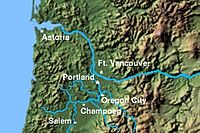 Astoria
Ft. Vancouver
Portland
Oregon City
Champoeg
Salem